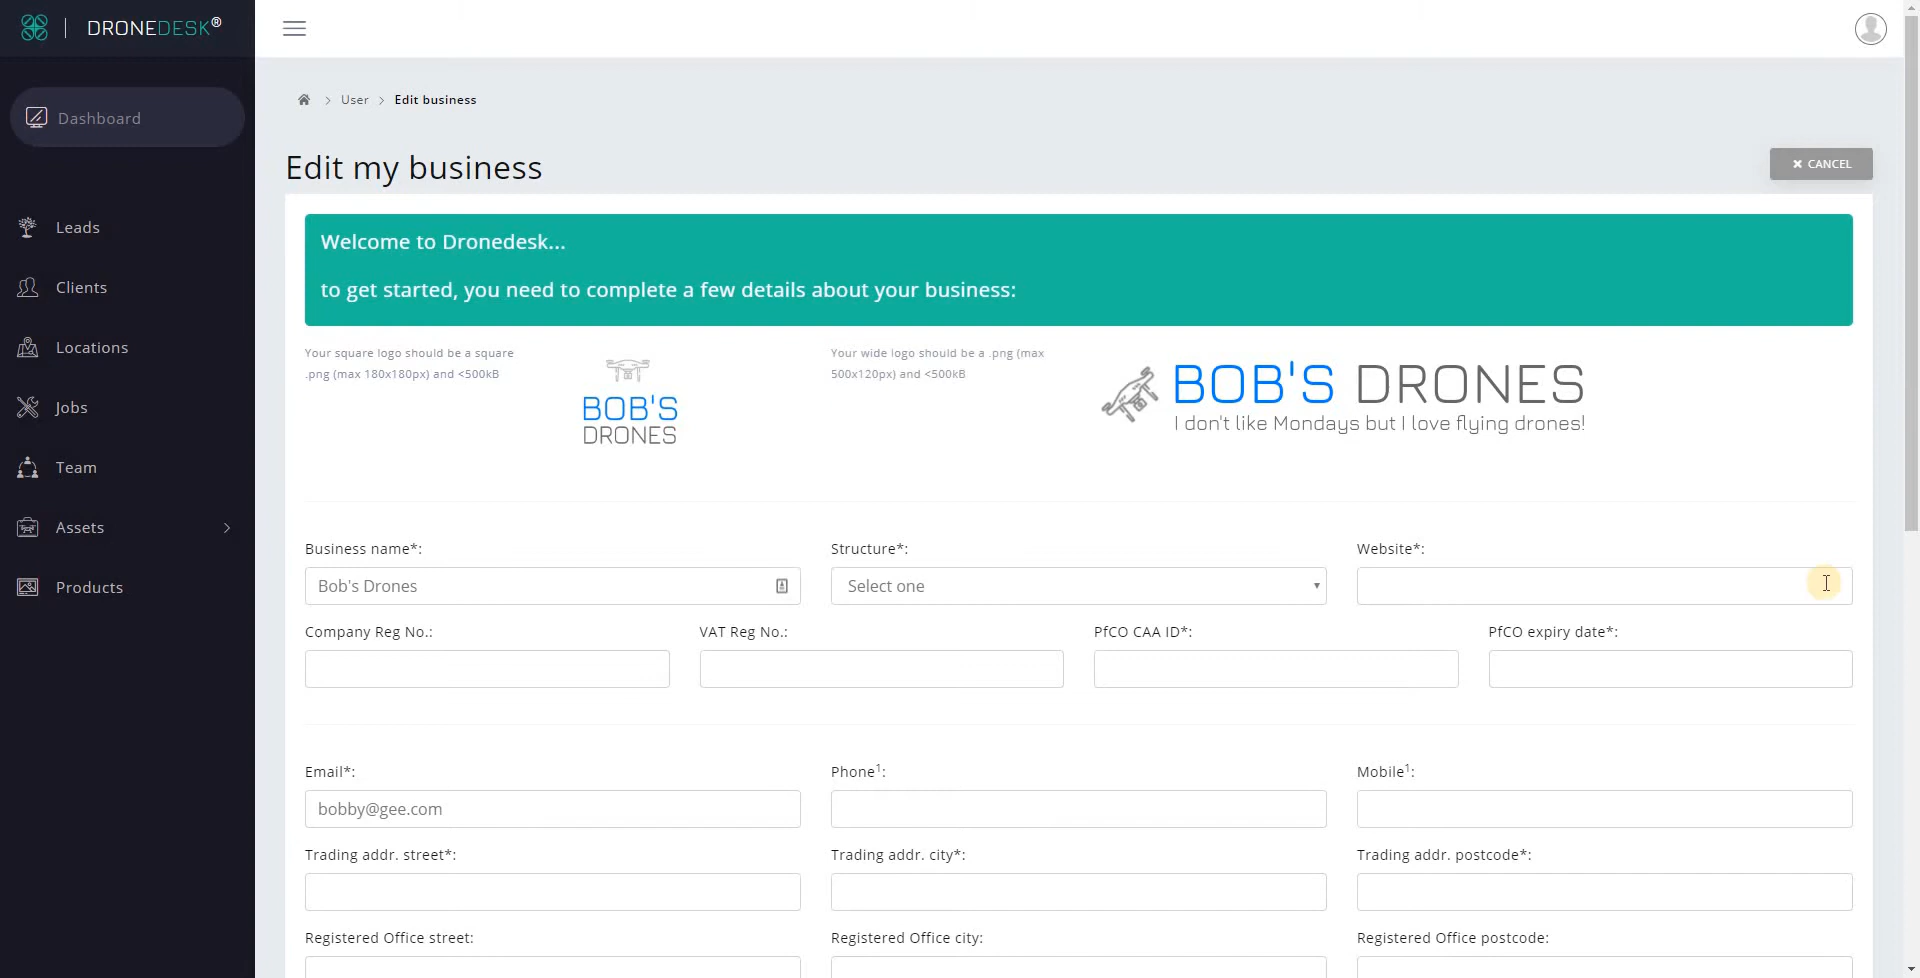 DRONEDESK®
Dashboard
Leads
Clients
Locations
Jobs
Team
Assets
Products
User
Edit business
Edit my business
CANCEL
Welcome to Dronedesk...
to get started, you need to complete a few details about your business:
Your square logo should be a square
.png (max 180x180px) and <500kB
BOB'S
DRONES
Your wide logo should be a .png (max
500x120px) and <500kB
BOB'S DRONES
I don't like Mondays but I love flying drones!
Business name*:
Structure*:
Website*:
Bob's Drones
Select one
Company Reg No.:
VAT Reg No.:
PfCO CAA ID*:
PfCO expiry date*:
Email*:
Phone¹:
Mobile¹:
bobby@gee.com
Trading addr. street*:
Trading addr. city*:
Trading addr. postcode*:
Registered Office street:
Registered Office city:
Registered Office postcode: